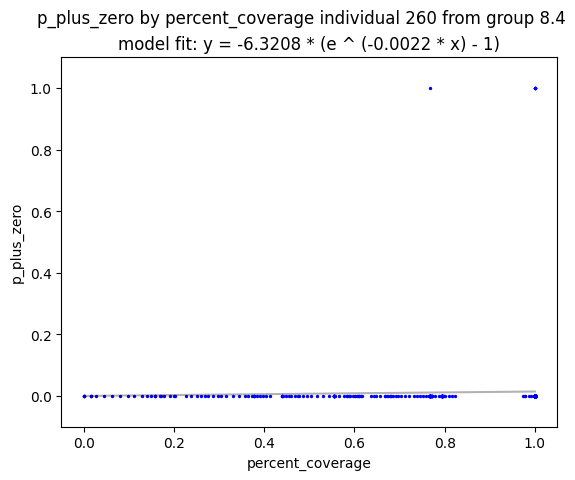 p_plus_zero by percent_coverage individual 260 from group 8.4
model fit: y = -6.3208 * (e ^ (-0.0022 * x) - 1)
1.0
0.8
0.6
0.4
0.2
0.0
p_plus_zero
0.0 0.2 0.4 0.6 0.8 1.0
percent_coverage